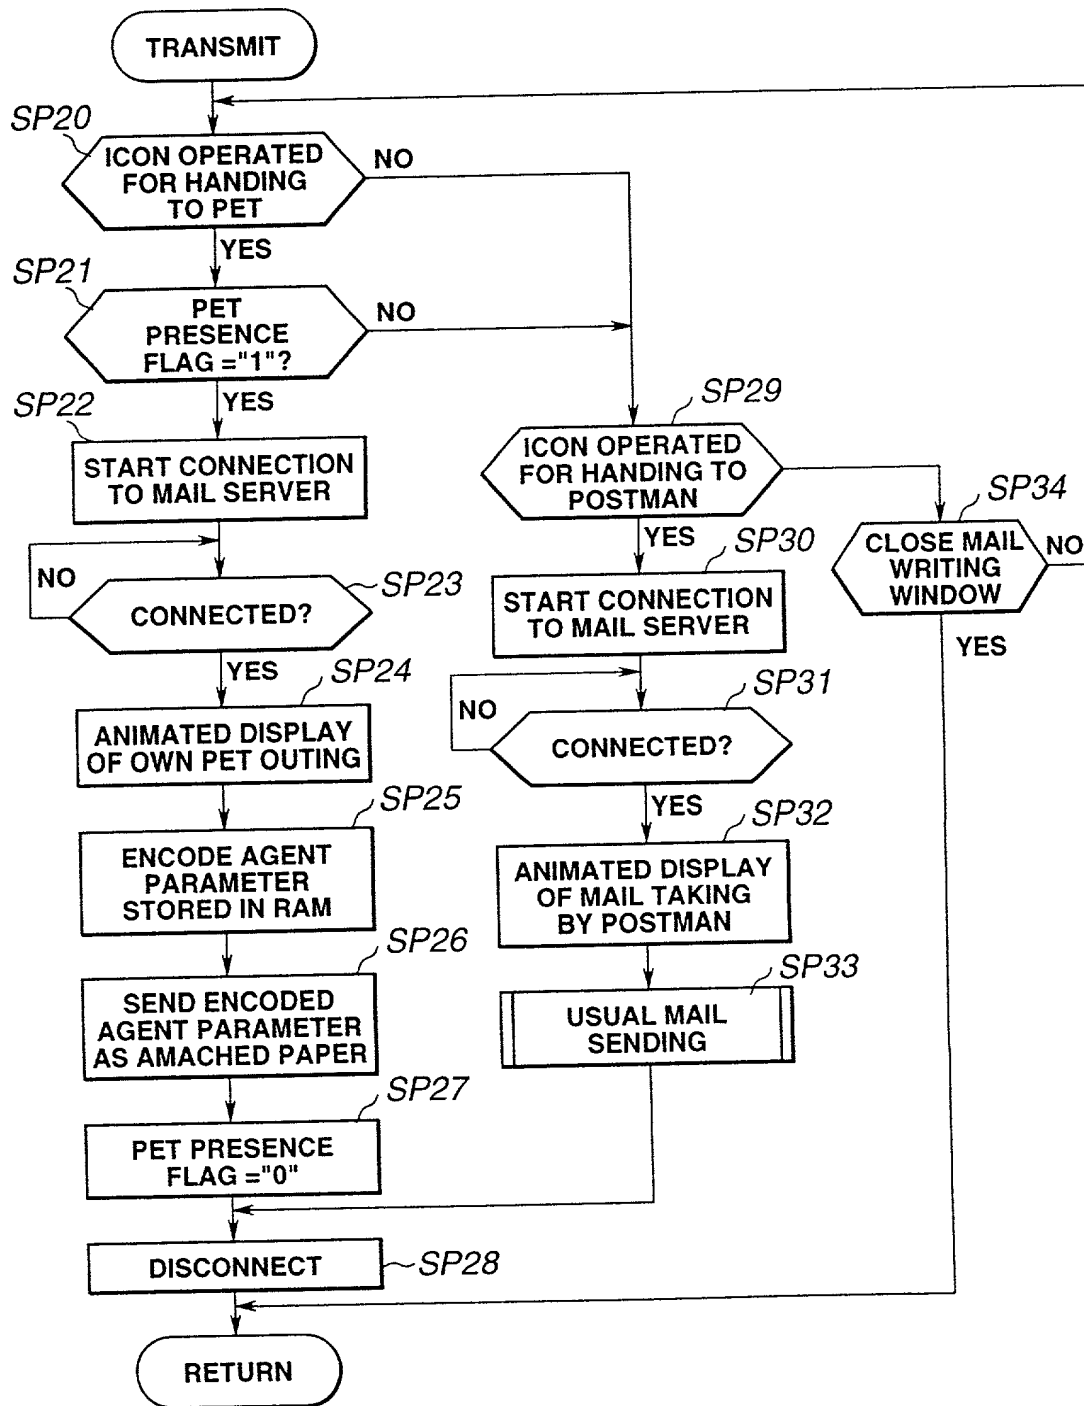 TRANSMIT
SP20
ICON OPERATED
FOR HANDING
TO PET
NO
YES
SP21
PET
PRESENCE
FLAG ="1"?
NO
YES
SP22
START CONNECTION
TO MAIL SERVER
NO
CONNECTED?
SP23
YES
SP24
ANIMATED DISPLAY
OF OWN PET OUTING
SP25
ENCODE AGENT
PARAMETER
STORED IN RAM
SP26
SEND ENCODED
AGENT PARAMETER
AS AMACHED PAPER
SP27
PET PRESENCE
FLAG ="0"
DISCONNECT
SP28
RETURN
SP29
ICON OPERATED
FOR HANDING TO
POSTMAN
YES
SP30
START CONNECTION
TO MAIL SERVER
NO
SP31
CONNECTED?
YES
SP32
ANIMATED DISPLAY
OF MAIL TAKING
BY POSTMAN
SP33
USUAL MAIL
SENDING
SP34
CLOSE MAIL
WRITING
WINDOW
NO
YES